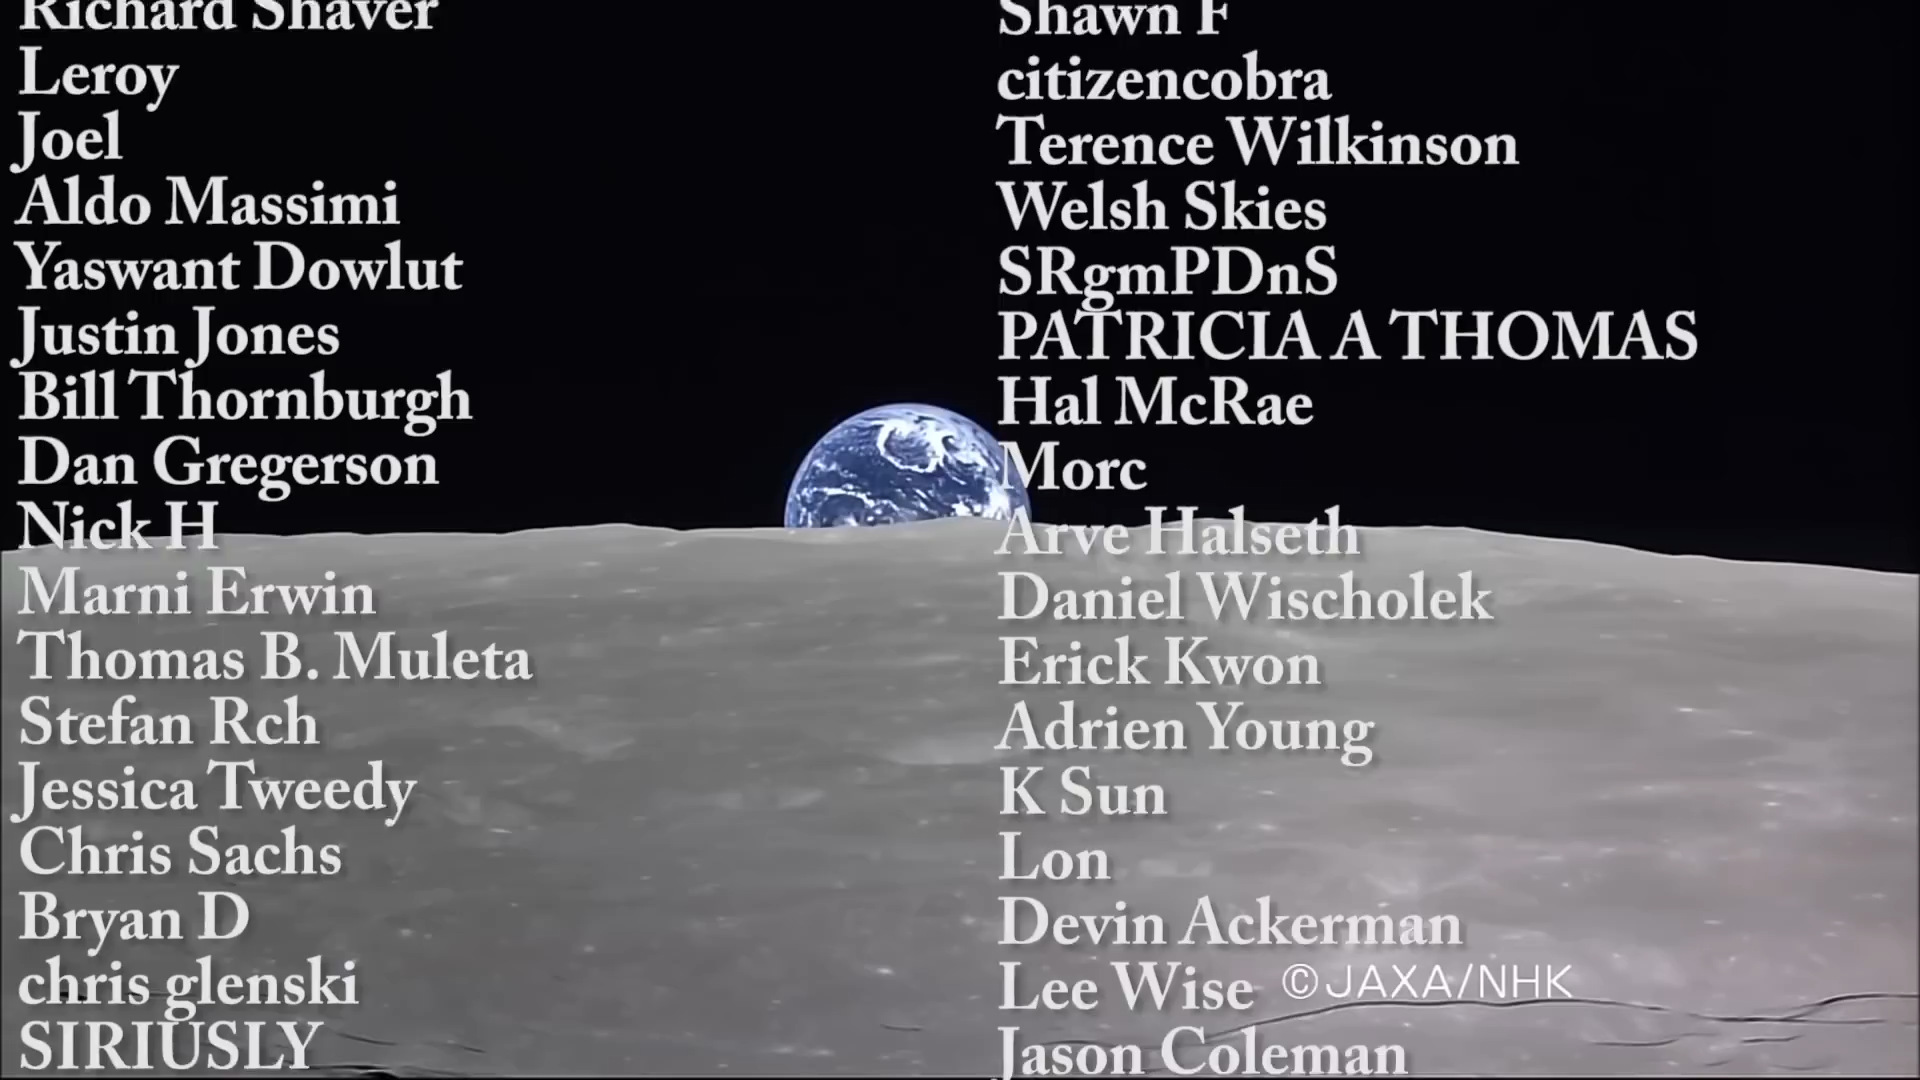 Richard Shaver
Leroy
Joel
Aldo Massimi
Yaswant Dowlut
Justin Jones
Bill Thornburgh
Dan Gregerson
Nick H
Marni Erwin
Thomas B. Muleta
Stefan Rch
Jessica Tweedy
Chris Sachs
Bryan D
chris glenski
SIRIUSLY
Shawn F
citizencobra
Terence Wilkinson
Welsh Skies
SRgmPDnS
PATRICIA A THOMAS
Hal McRae
Morc
Arve Halseth
Daniel Wischolek
Erick Kwon
Adrien Young
K Sun
Lon
Devin Ackerman
Lee Wise
©JAXA/NHK
Jason Coleman